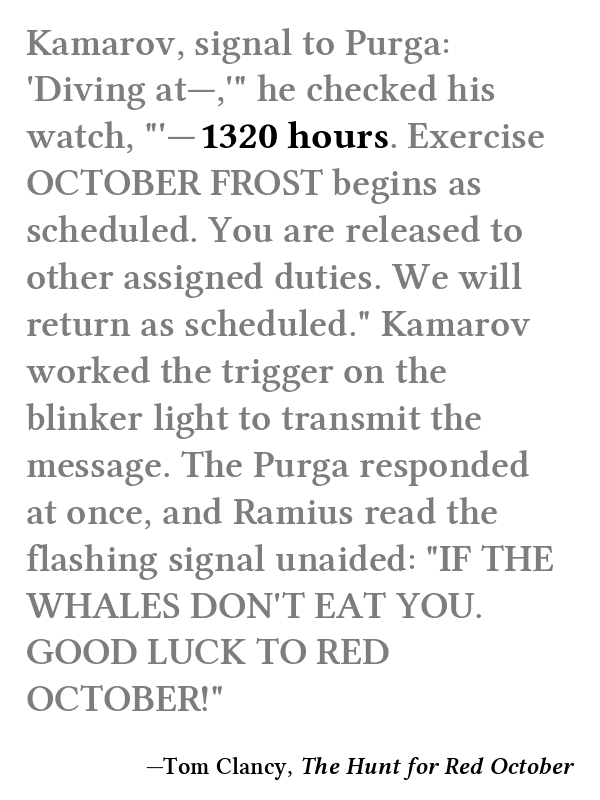 Kamarov, signal to Purga:
'Diving at—,'" he checked his
watch, "'—1320 hours. Exercise
OCTOBER FROST begins as
scheduled. You are released to
other assigned duties. We will
return as scheduled." Kamarov
worked the trigger on the
blinker light to transmit the
message. The Purga responded
at once, and Ramius read the
flashing signal unaided: "IF THE
WHALES DON'T EAT YOU.
GOOD LUCK TO RED
OCTOBER!"
—Tom Clancy, The Hunt for Red October